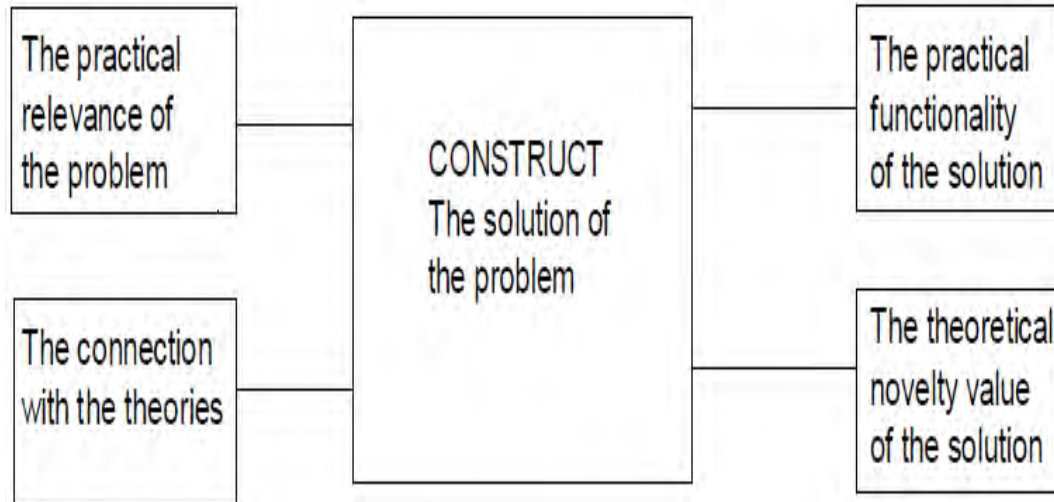 The practical
relevance of
the problem
The connection
with the theories
CONSTRUCT
The solution of
the problem
The practical
functionality
of the solution
The theoretical
novelty value
of the solution